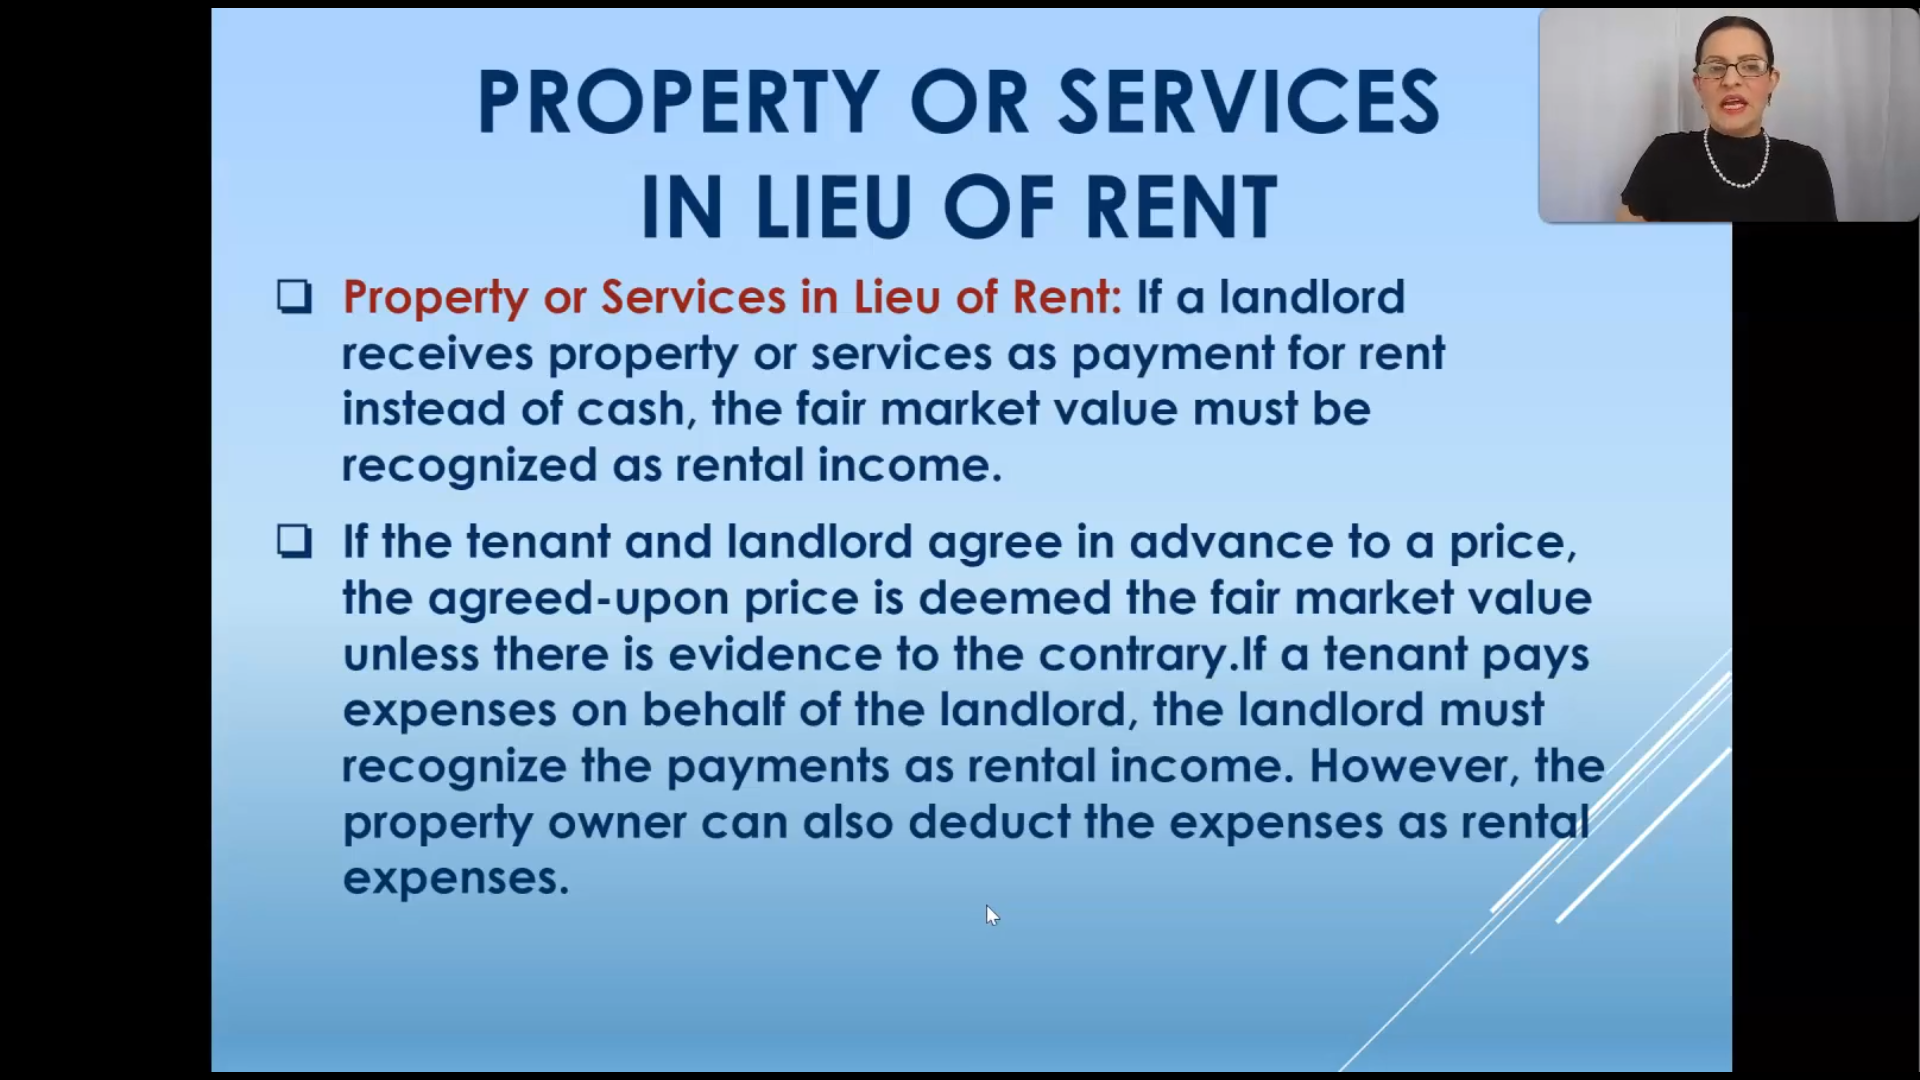 PROPERTY OR SERVICES
IN LIEU OF RENT
Property or Services in Lieu of Rent: If a landlord
receives property or services as payment for rent
instead of cash, the fair market value must be
recognized as rental income.
If the tenant and landlord agree in advance to a price,
the agreed-upon price is deemed the fair market value
unless there is evidence to the contrary.If a tenant pays
expenses on behalf of the landlord, the landlord must
recognize the payments as rental income. However, the
property owner can also deduct the expenses as rental
expenses.